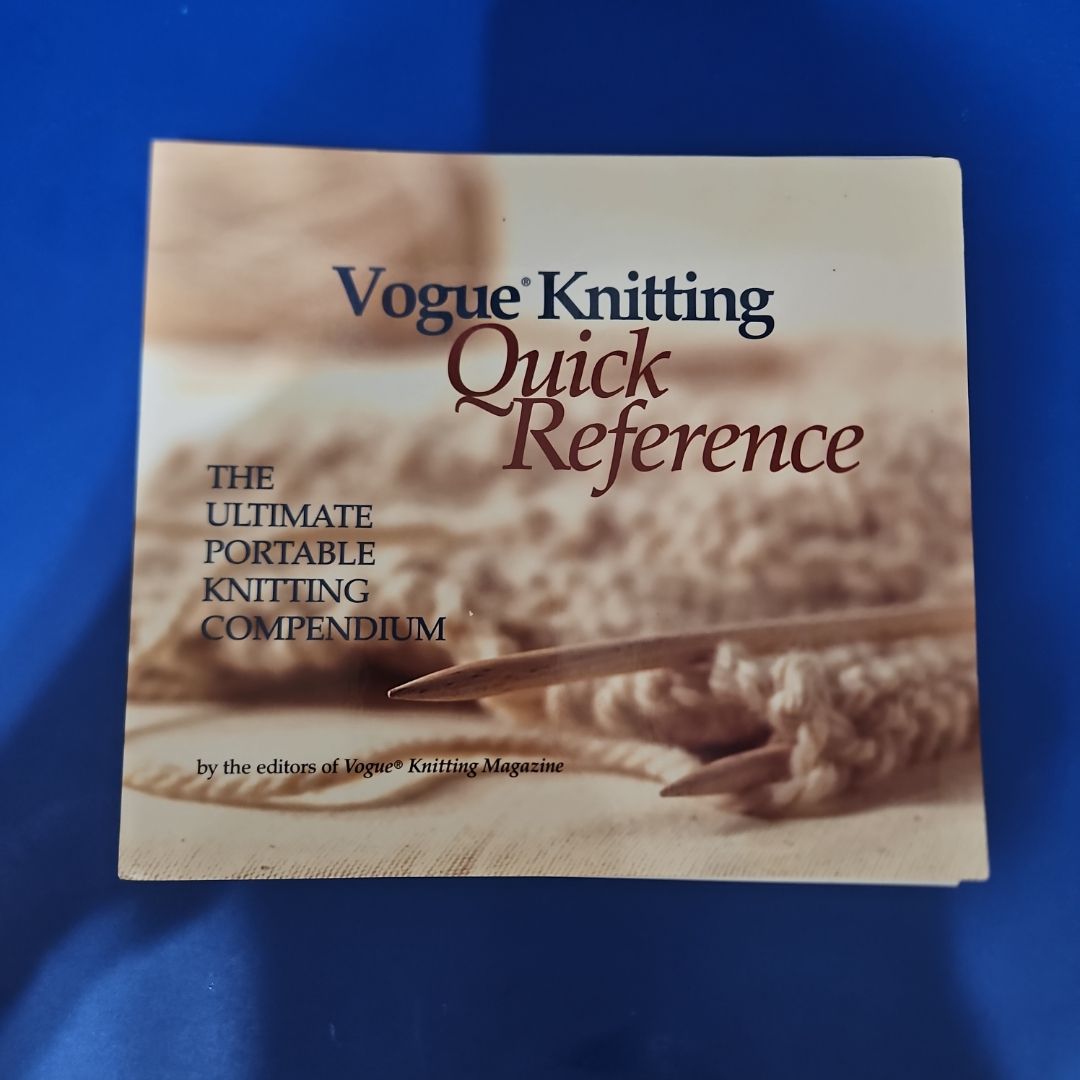 Vogue® Knitting
Quick
Reference
THE
ULTIMATE
PORTABLE
KNITTING
COMPENDIUM
by the editors of Vogue® Knitting Magazine